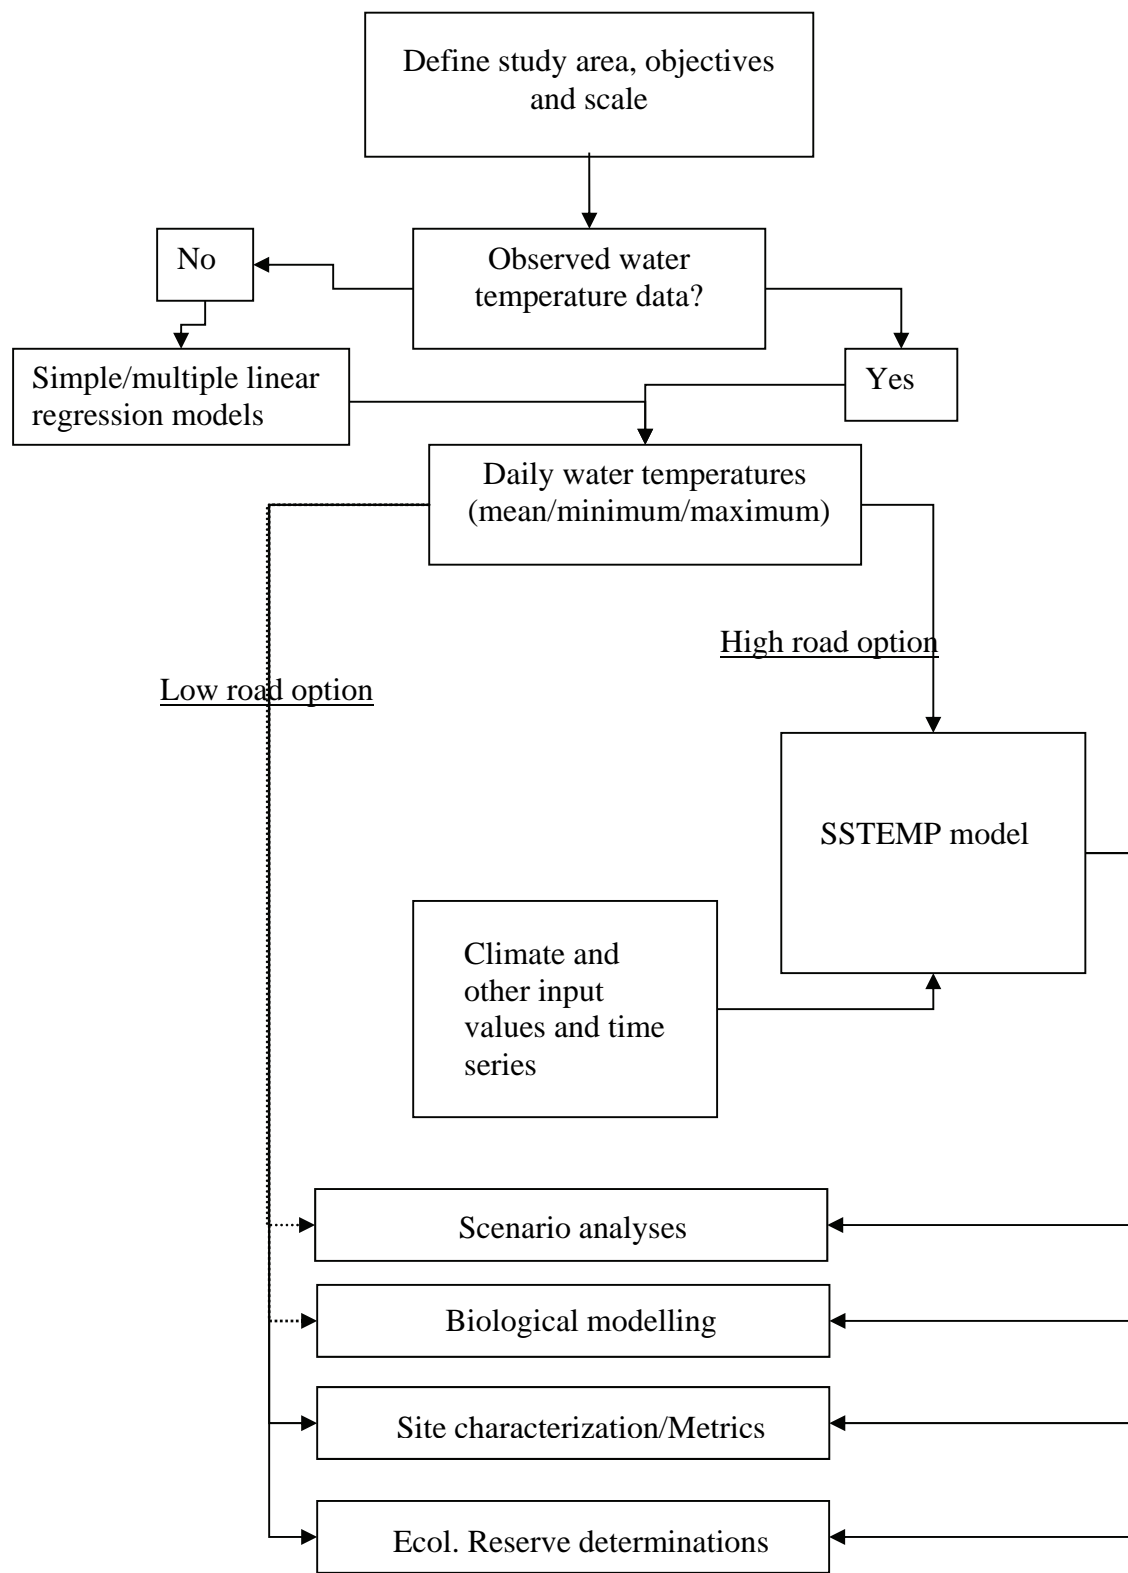 Define study area, objectives
and scale
No
Observed water
temperature data?
Simple/multiple linear
regression models
Yes
Daily water temperatures
(mean/minimum/maximum)
High road option
Low road option
SSTEMP model
Climate and
other input
values and time
series
Scenario analyses
Biological modelling
Site characterization/Metrics
Ecol. Reserve determinations